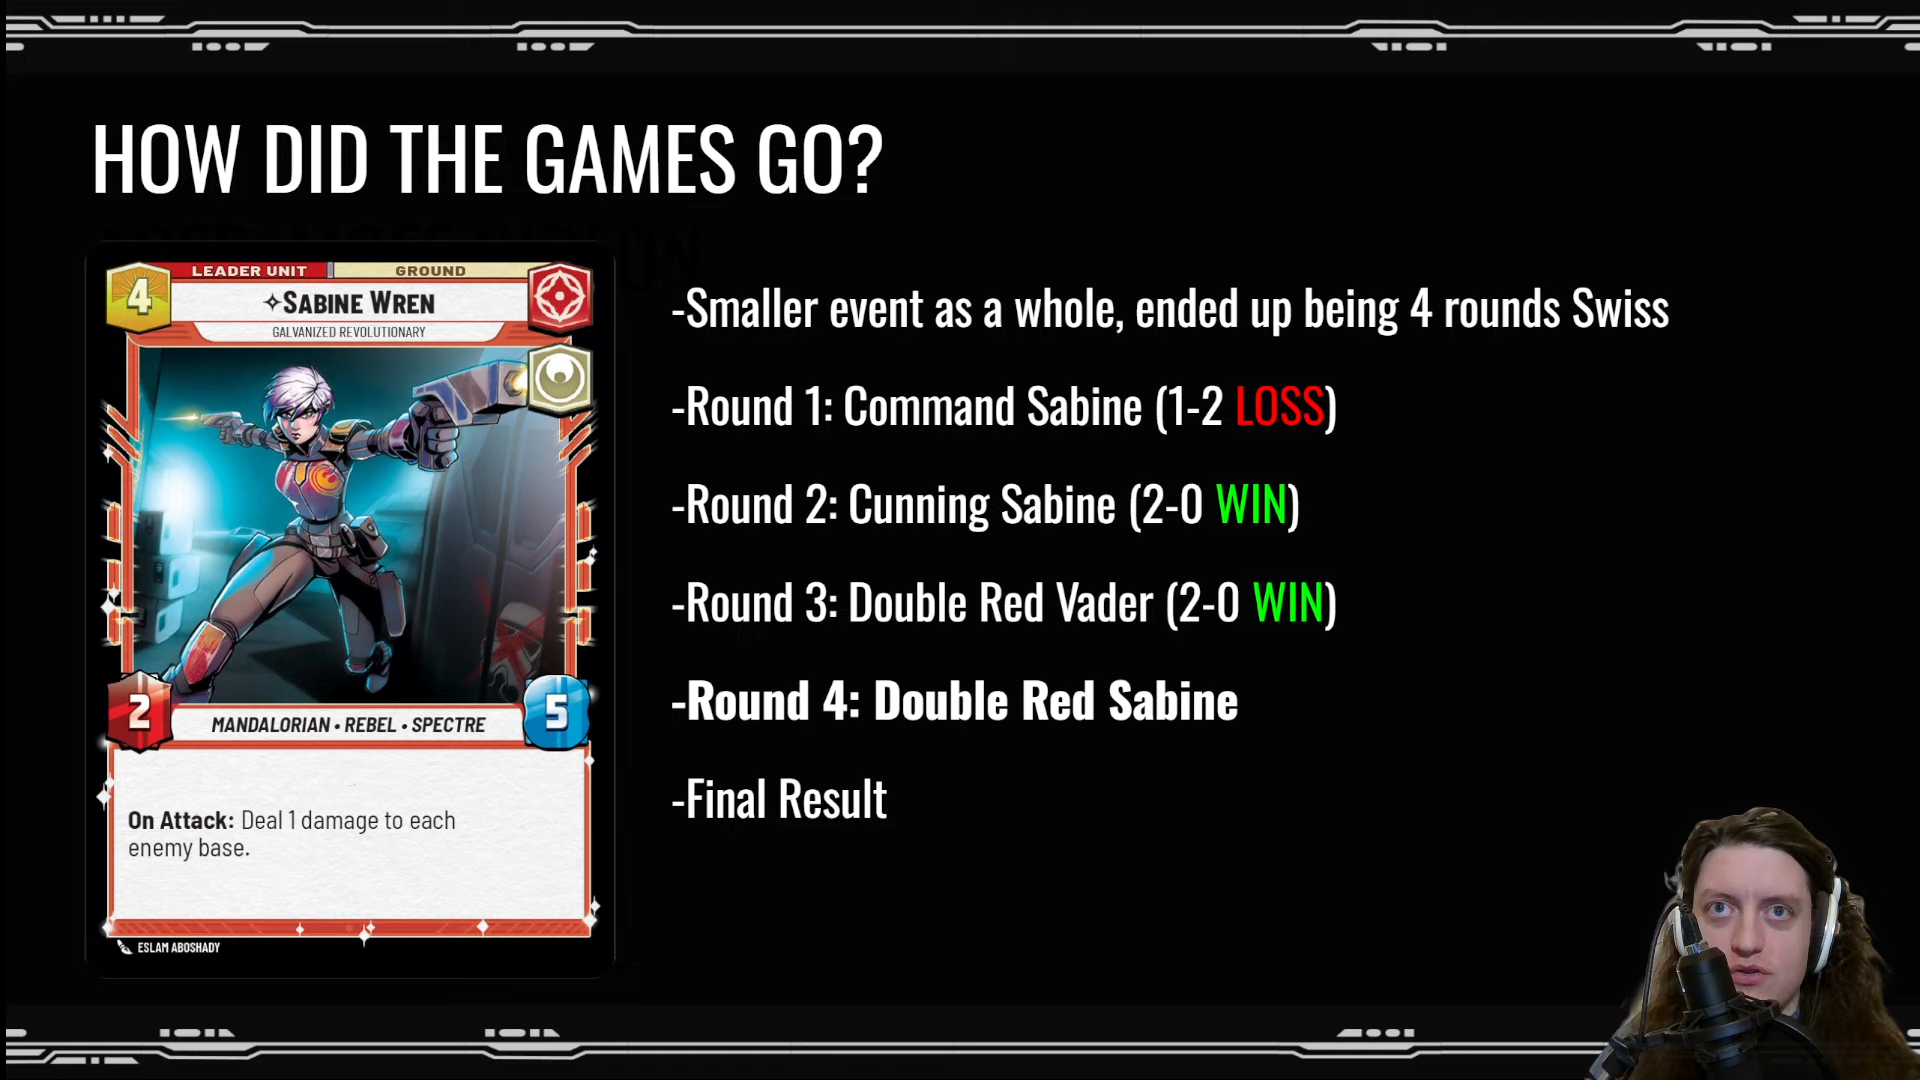 HOW DID THE GAMES GO?
4
LEADER UNIT
GROUND
SABINE WREN
GALVANIZED REVOLUTIONARY
2
MANDALORIAN • REBEL • SPECTRE
5
On Attack: Deal 1 damage to each
enemy base.
ESLAM ABOSHADY
-Smaller event as a whole, ended up being 4 rounds Swiss
-Round 1: Command Sabine (1-2 LOSS)
-Round 2: Cunning Sabine (2-0 WIN)
-Round 3: Double Red Vader (2-0 WIN)
-Round 4: Double Red Sabine
-Final Result